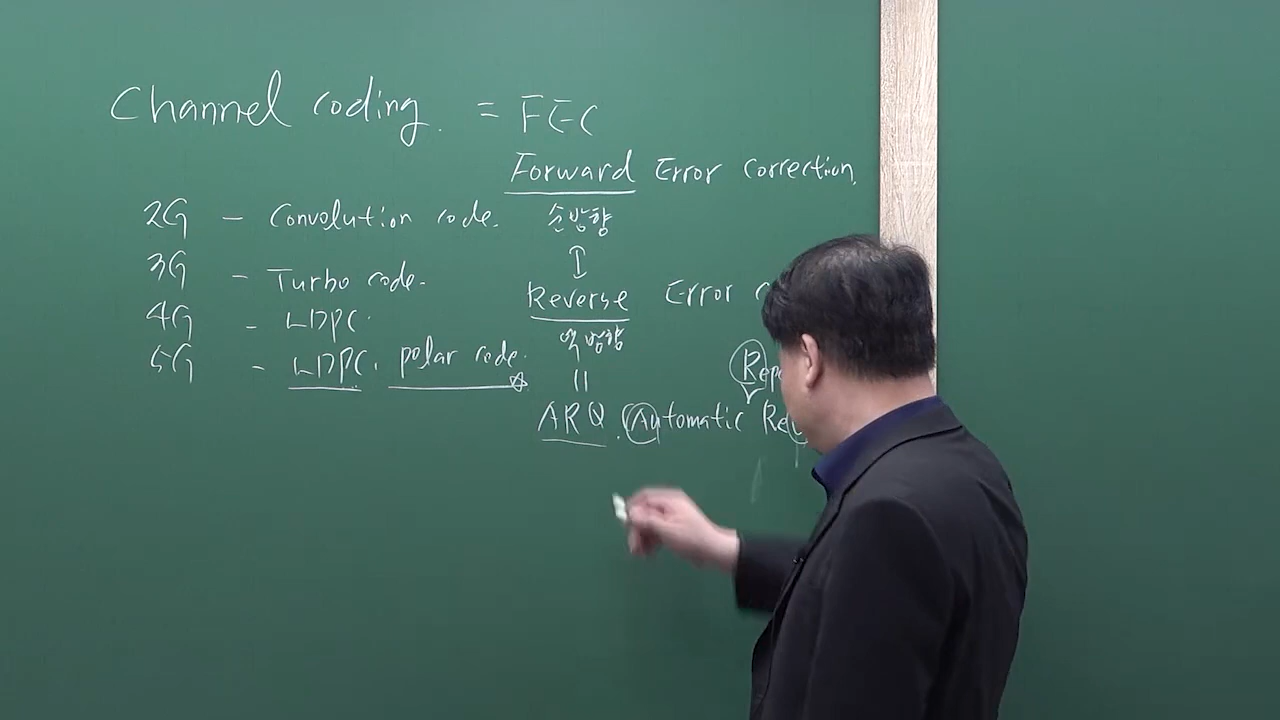 Channel coding. = FEC
Forward Error correction.
순방향
2G - Convolution code.
3G - Turbo code.
4G - LDPC.
5G - LDPC. polar code.
↕
Reverse Error
역방향
=
ARQ. Automatic